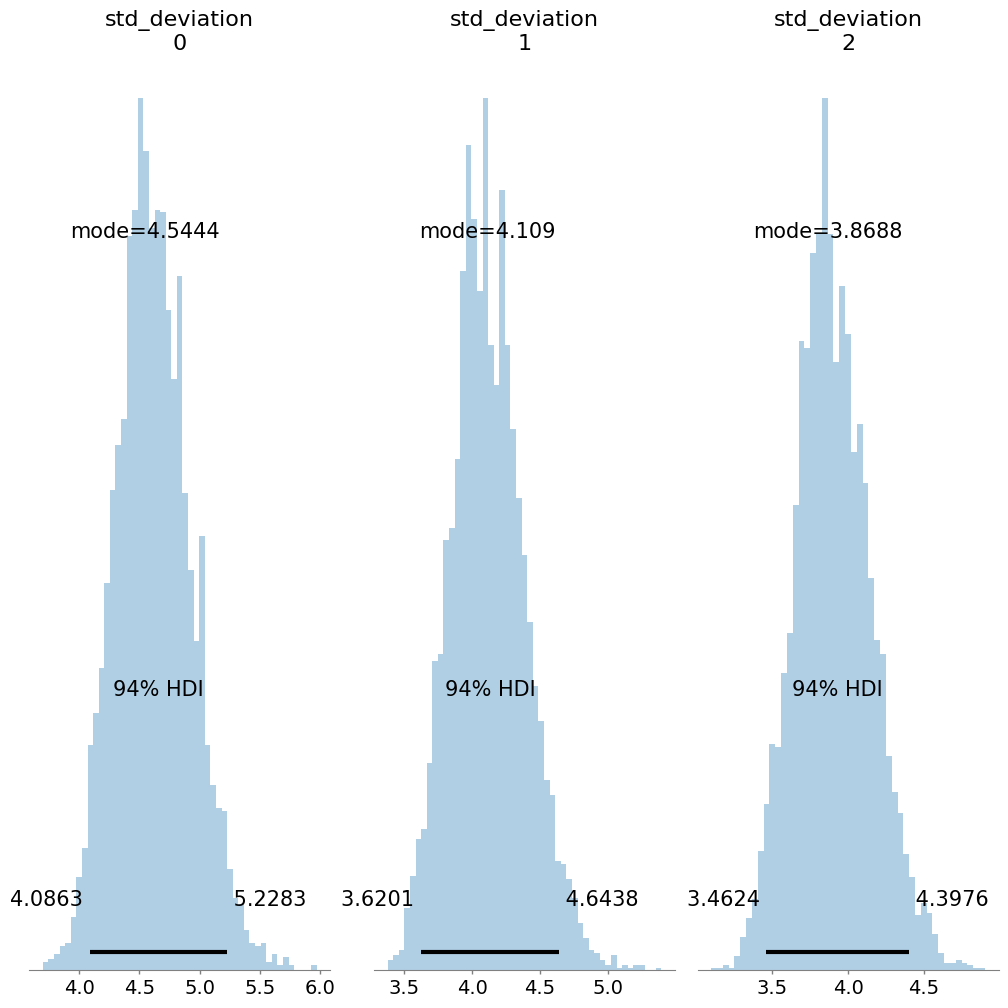 std_deviation
0
std_deviation
1
std_deviation
2
mode=4.5444
mode=4.109
mode=3.8688
94% HDI
94% HDI
94% HDI
4.0863
5.2283
3.6201
4.6438
3.4624
4.3976
4.0 4.5 5.0 5.5 6.0
3.5 4.0 4.5 5.0
3.5 4.0 4.5